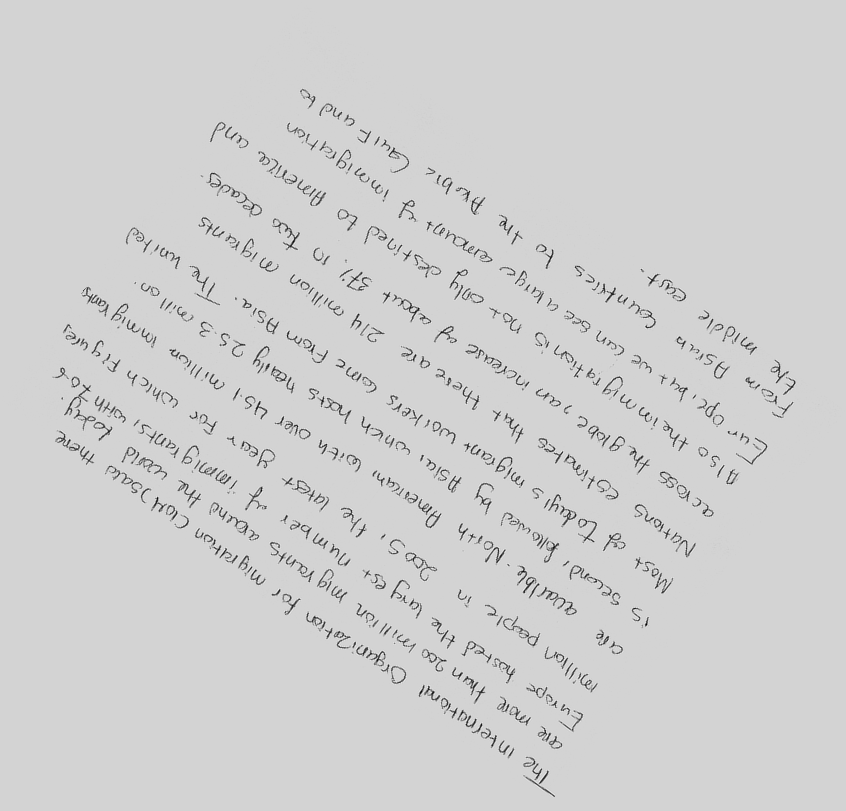 The International Organization for migration CIOM) said there
are more than 200 million migrants around the world today.
Europe hosted the largest number of immigrants, with 70.6
million people in 2005, the latest year for which figures
are availble. North American, with over 45.1 million immigrants
is second, followed by Asia, which hosts nearly 25.3 million.
Most of today,s migrant workers come from Asia. The united
Nations estimates that there are 214 million migrants
across the globe, an increase of about 37% in two decades.
Also the immigration is not only destined to America and
Europe, but we can see a large emount of immigration
From Asian countries to the Arabic Gulf and to
the middle east.